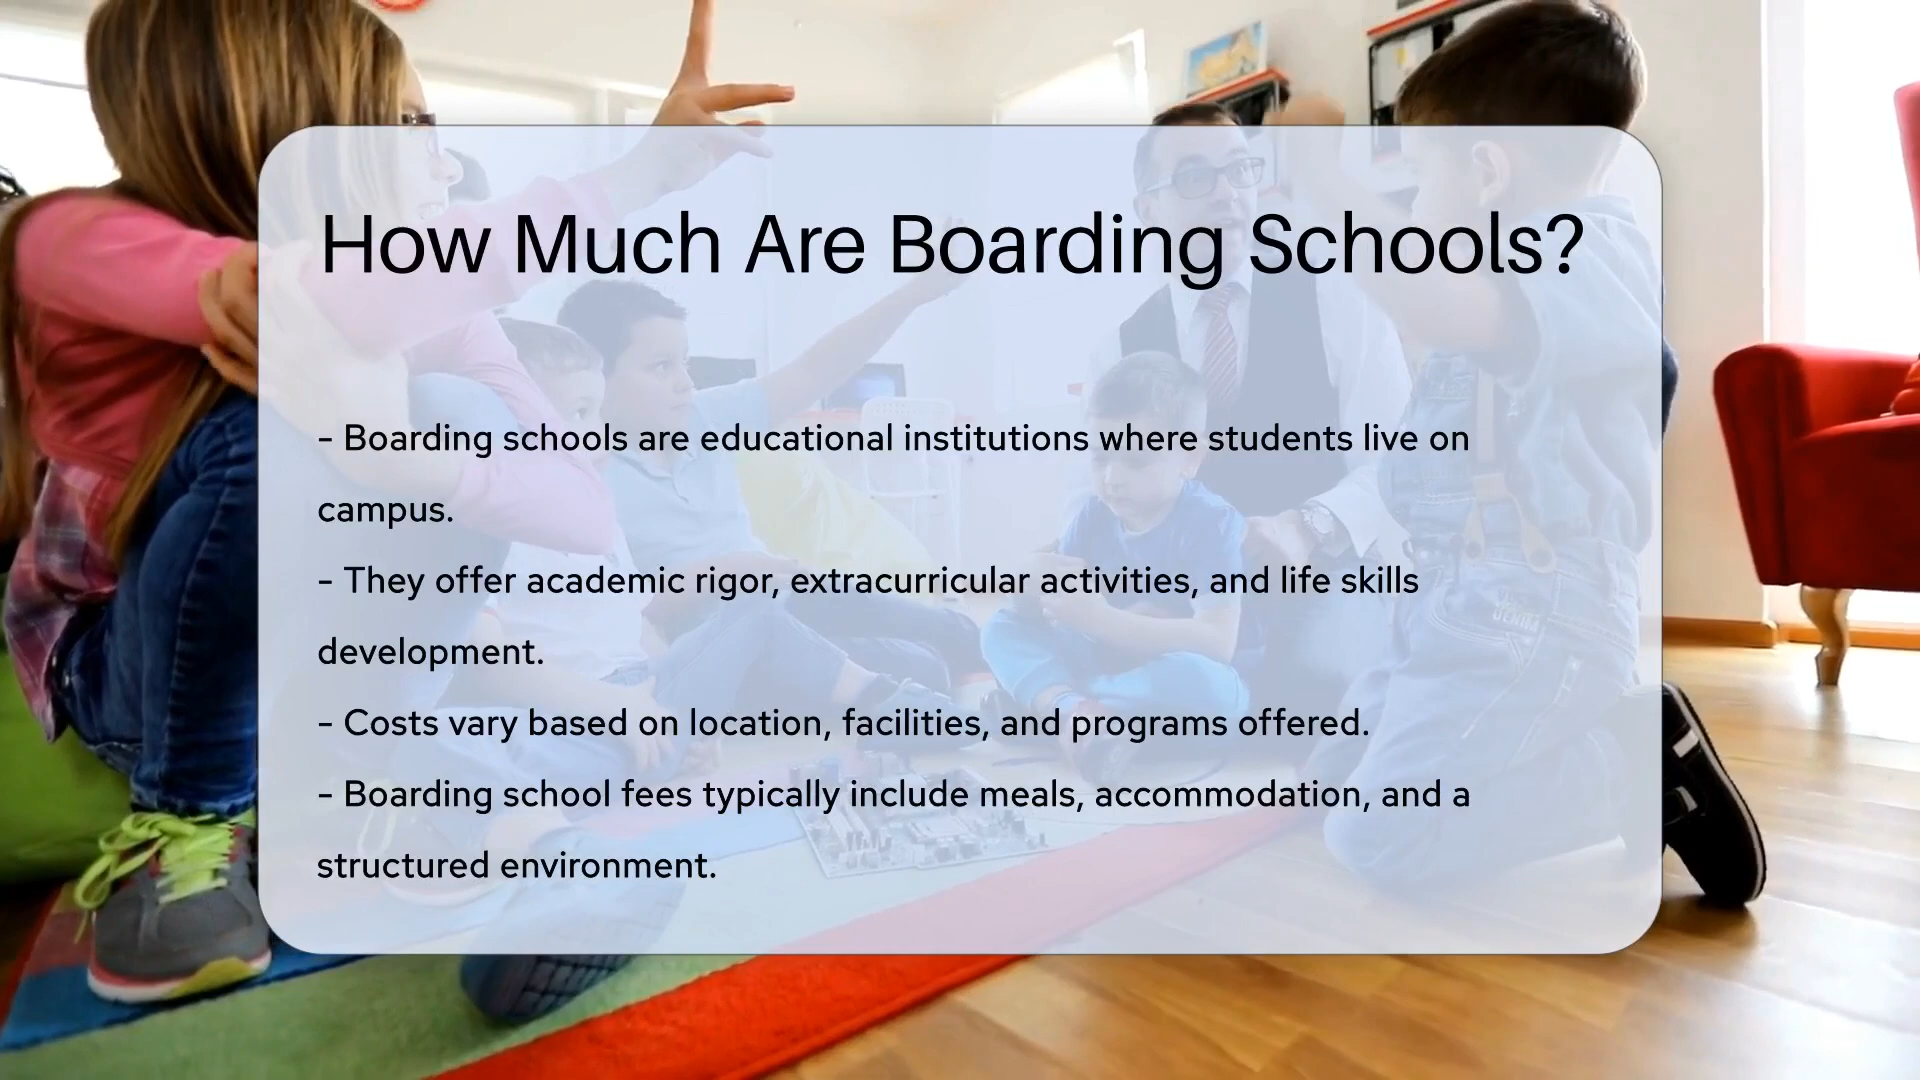 How Much Are Boarding Schools?
- Boarding schools are educational institutions where students live on
campus.
- They offer academic rigor, extracurricular activities, and life skills
development.
- Costs vary based on location, facilities, and programs offered.
- Boarding school fees typically include meals, accommodation, and a
structured environment.